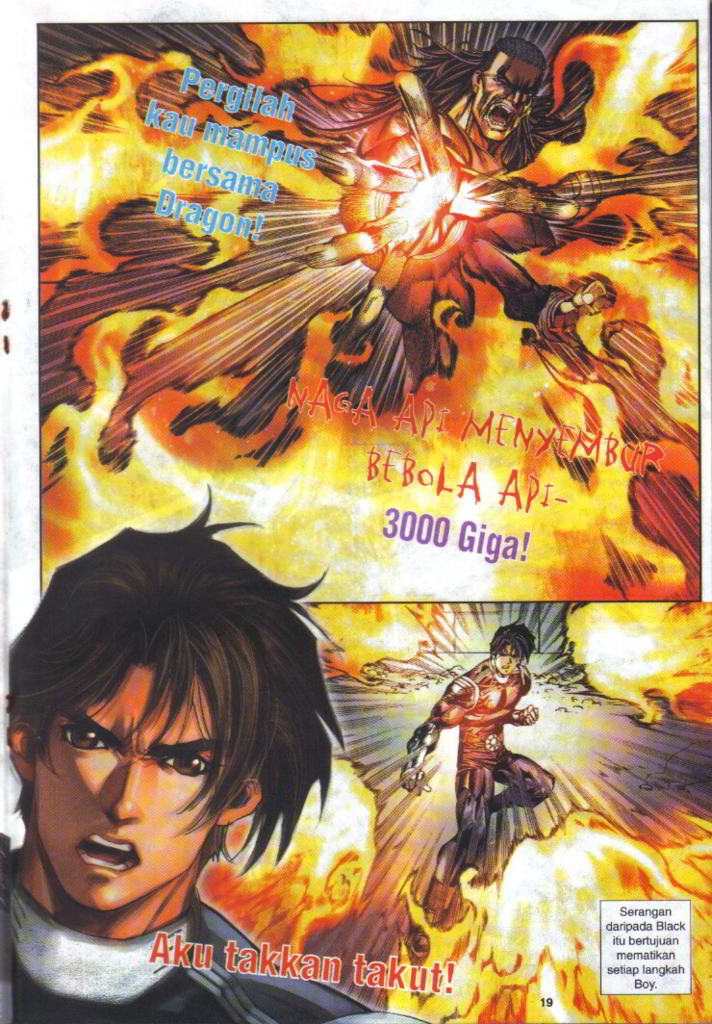 Pergilah
kau mampus
bersama
Dragon!
NAGA API MENYEMBUR
BEBOLA API-
3000 Giga!
Aku takkan takut!
Serangan
daripada Black
itu bertujuan
mematikan
setiap langkah
Boy.
19